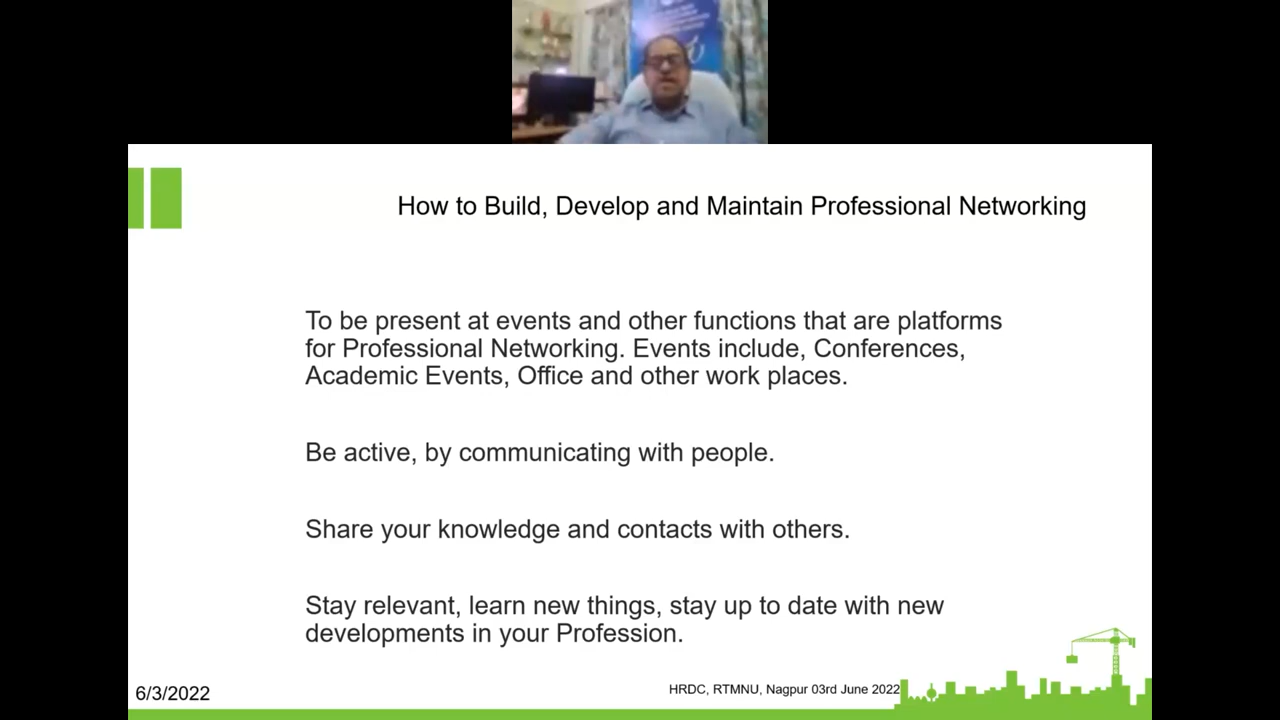 How to Build, Develop and Maintain Professional Networking
To be present at events and other functions that are platforms
for Professional Networking. Events include, Conferences,
Academic Events, Office and other work places.
Be active, by communicating with people.
Share your knowledge and contacts with others.
Stay relevant, learn new things, stay up to date with new
developments in your Profession.
6/3/2022
HRDC, RTMNU, Nagpur 03rd June 2022